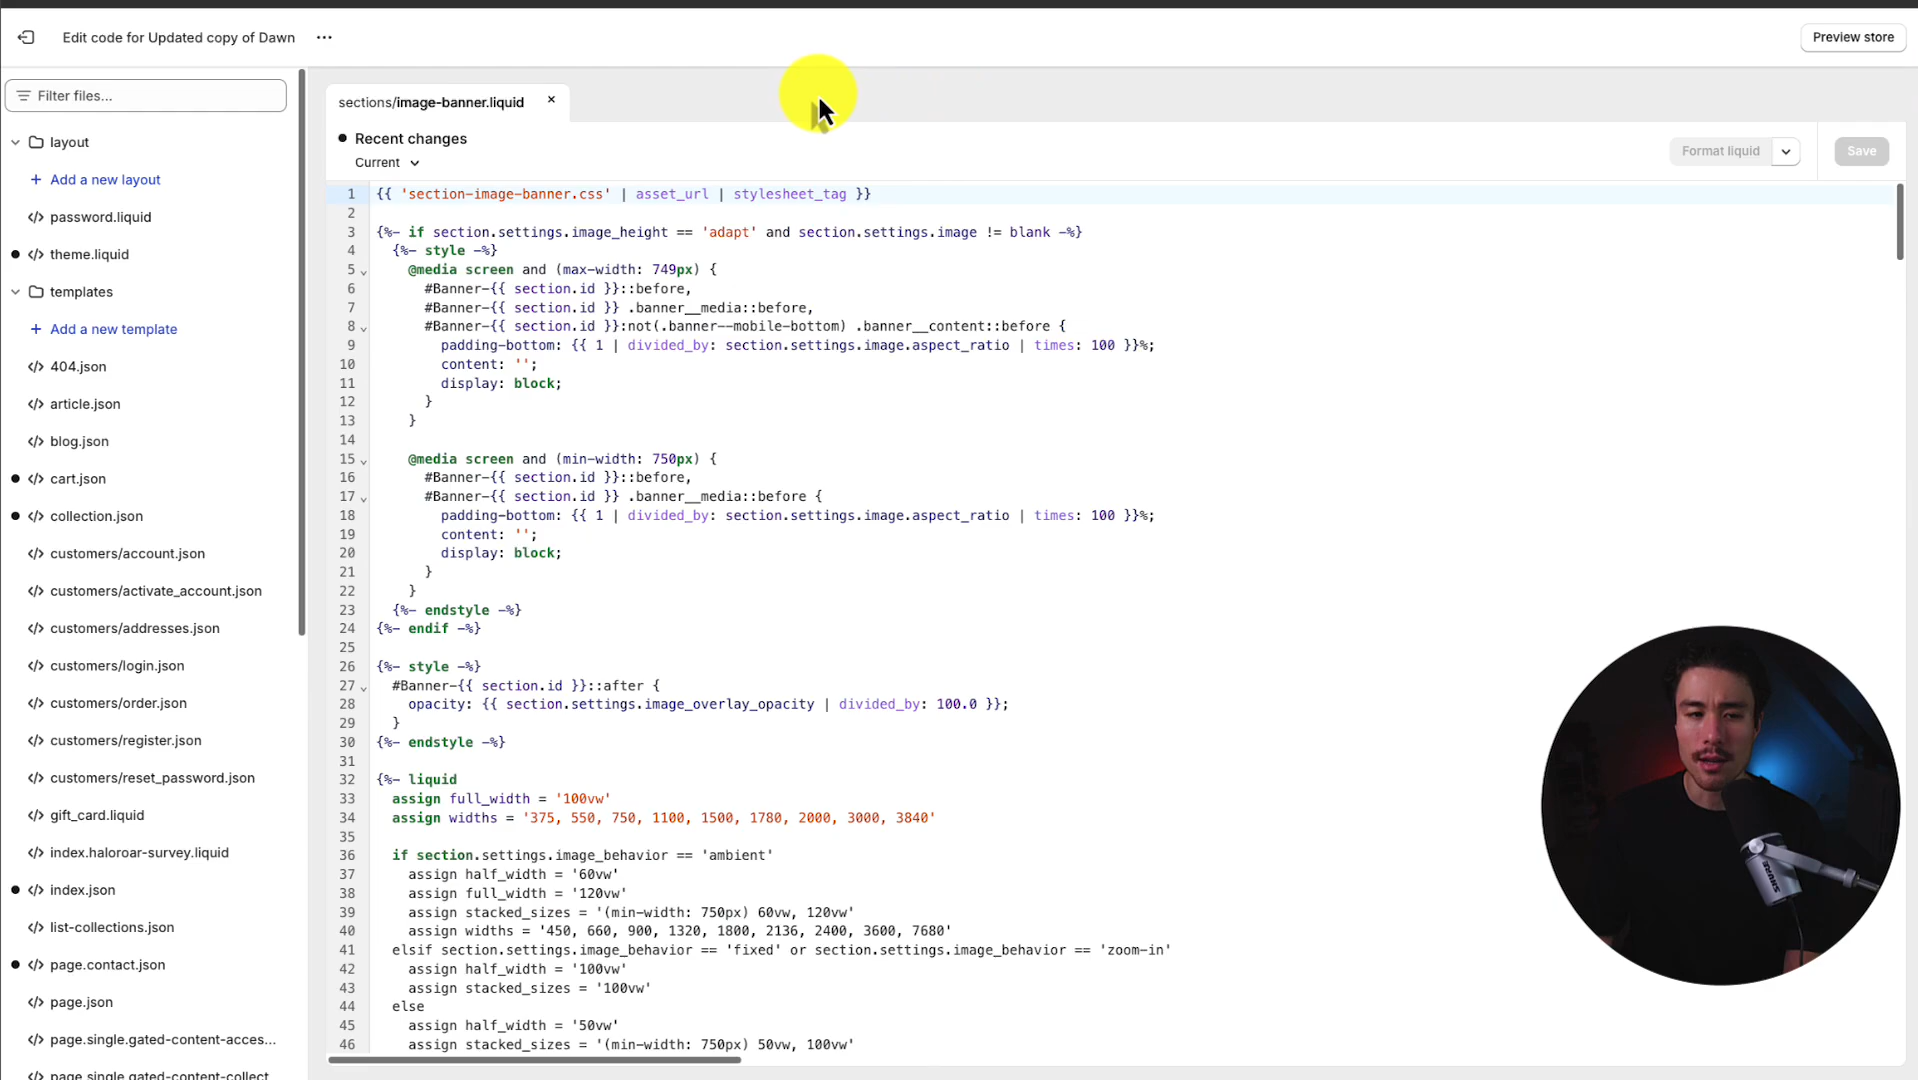 Edit code for Updated copy of Dawn ...
Preview store
Filter files...
layout
+ Add a new layout
</> password.liquid
</> theme.liquid
templates
+ Add a new template
</> 404.json
</> article.json
</> blog.json
</> cart.json
</> collection.json
</> customers/account.json
</> customers/activate_account.json
</> customers/addresses.json
</> customers/login.json
</> customers/order.json
</> customers/register.json
</> customers/reset_password.json
</> gift_card.liquid
</> index.haloroar-survey.liquid
</> index.json
</> list-collections.json
</> page.contact.json
</> page.json
</> page.single.gated-content-acces...
</> page.single.gated-content-collect
sections/image-banner.liquid ×
Recent changes
Current
Format liquid
Save
1 {{ 'section-image-banner.css' | asset_url | stylesheet_tag }}
2
3 {%- if section.settings.image_height == 'adapt' and section.settings.image != blank -%}
4 {%- style -%}
5 @media screen and (max-width: 749px) {
6 #Banner-{{ section.id }}::before,
7 #Banner-{{ section.id }} .banner__media::before,
8 #Banner-{{ section.id }}:not(.banner--mobile-bottom) .banner__content::before {
9 padding-bottom: {{ 1 | divided_by: section.settings.image.aspect_ratio | times: 100 }}%;
10 content: '';
11 display: block;
12 }
13 }
14
15 @media screen and (min-width: 750px) {
16 #Banner-{{ section.id }}::before,
17 #Banner-{{ section.id }} .banner__media::before {
18 padding-bottom: {{ 1 | divided_by: section.settings.image.aspect_ratio | times: 100 }}%;
19 content: '';
20 display: block;
21 }
22 }
23 {%- endstyle -%}
24 {%- endif -%}
25
26 {%- style -%}
27 #Banner-{{ section.id }}::after {
28 opacity: {{ section.settings.image_overlay_opacity | divided_by: 100.0 }};
29 }
30 {%- endstyle -%}
31
32 {%- liquid
33 assign full_width = '100vw'
34 assign widths = '375, 550, 750, 1100, 1500, 1780, 2000, 3000, 3840'
35
36 if section.settings.image_behavior == 'ambient'
37 assign half_width = '60vw'
38 assign full_width = '120vw'
39 assign stacked_sizes = '(min-width: 750px) 60vw, 120vw'
40 assign widths = '450, 660, 900, 1320, 1800, 2136, 2400, 3600, 7680'
41 elsif section.settings.image_behavior == 'fixed' or section.settings.image_behavior == 'zoom-in'
42 assign half_width = '100vw'
43 assign stacked_sizes = '100vw'
44 else
45 assign half_width = '50vw'
46 assign stacked_sizes = '(min-width: 750px) 50vw, 100vw'